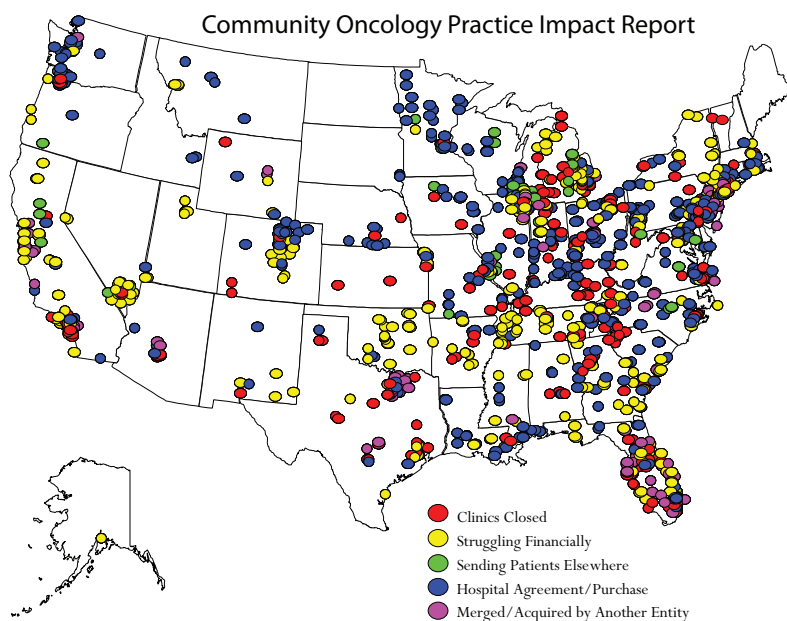 Community Oncology Practice Impact Report
Clinics Closed
Struggling Financially
Sending Patients Elsewhere
Hospital Agreement/Purchase
Merged/Acquired by Another Entity